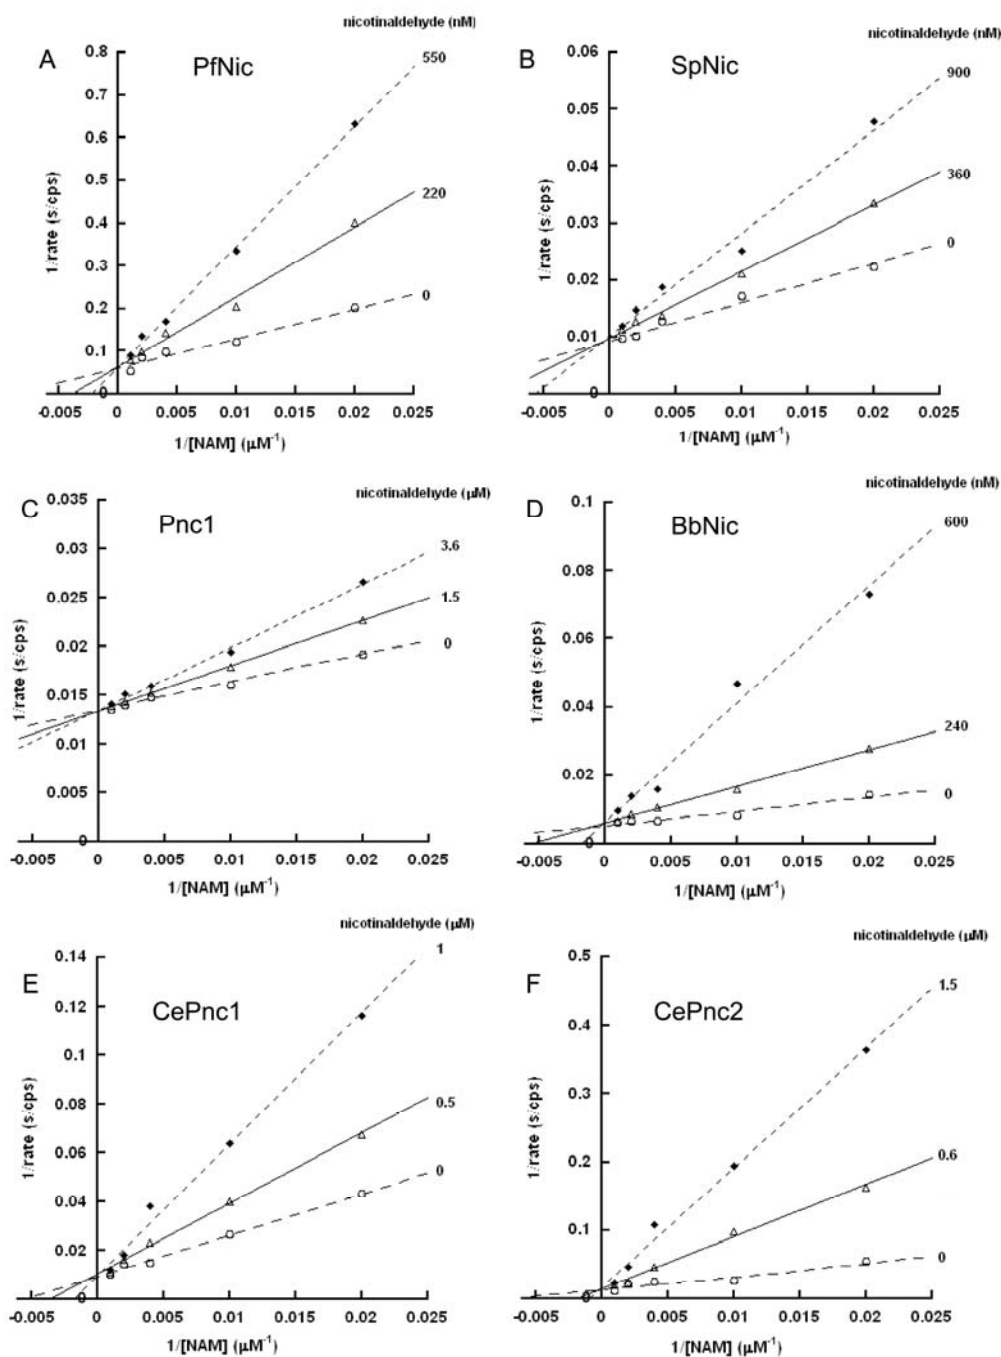 nicotinaldehyde (nM)
A
PfNic
0.8
0.7
0.6
0.5
0.4
0.3
0.2
0.1
0
550
220
0
1/rate (s/cps)
-0.005 0 0.005 0.01 0.015 0.02 0.025
1/[NAM] (µM⁻¹)
nicotinaldehyde (nM)
B
SpNic
0.06
0.05
0.04
0.03
0.02
0.01
0
900
360
0
1/rate (s/cps)
-0.005 0 0.005 0.01 0.015 0.02 0.025
1/[NAM] (µM⁻¹)
nicotinaldehyde (µM)
C
Pnc1
0.035
0.03
0.025
0.02
0.015
0.01
0.005
0
3.6
1.5
0
1/rate (s/cps)
-0.005 0 0.005 0.01 0.015 0.02 0.025
1/[NAM] (µM⁻¹)
nicotinaldehyde (nM)
D
BbNic
0.1
0.08
0.06
0.04
0.02
0
600
240
0
1/rate (s/cps)
-0.005 0 0.005 0.01 0.015 0.02 0.025
1/[NAM] (µM⁻¹)
nicotinaldehyde (µM)
E
CePnc1
0.14
0.12
0.1
0.08
0.06
0.04
0.02
0
1
0.5
0
1/rate (s/cps)
-0.005 0 0.005 0.01 0.015 0.02 0.025
1/[NAM] (µM⁻¹)
nicotinaldehyde (µM)
F
CePnc2
0.5
0.4
0.3
0.2
0.1
0
1.5
0.6
0
1/rate (s/cps)
-0.005 0 0.005 0.01 0.015 0.02 0.025
1/[NAM] (µM⁻¹)